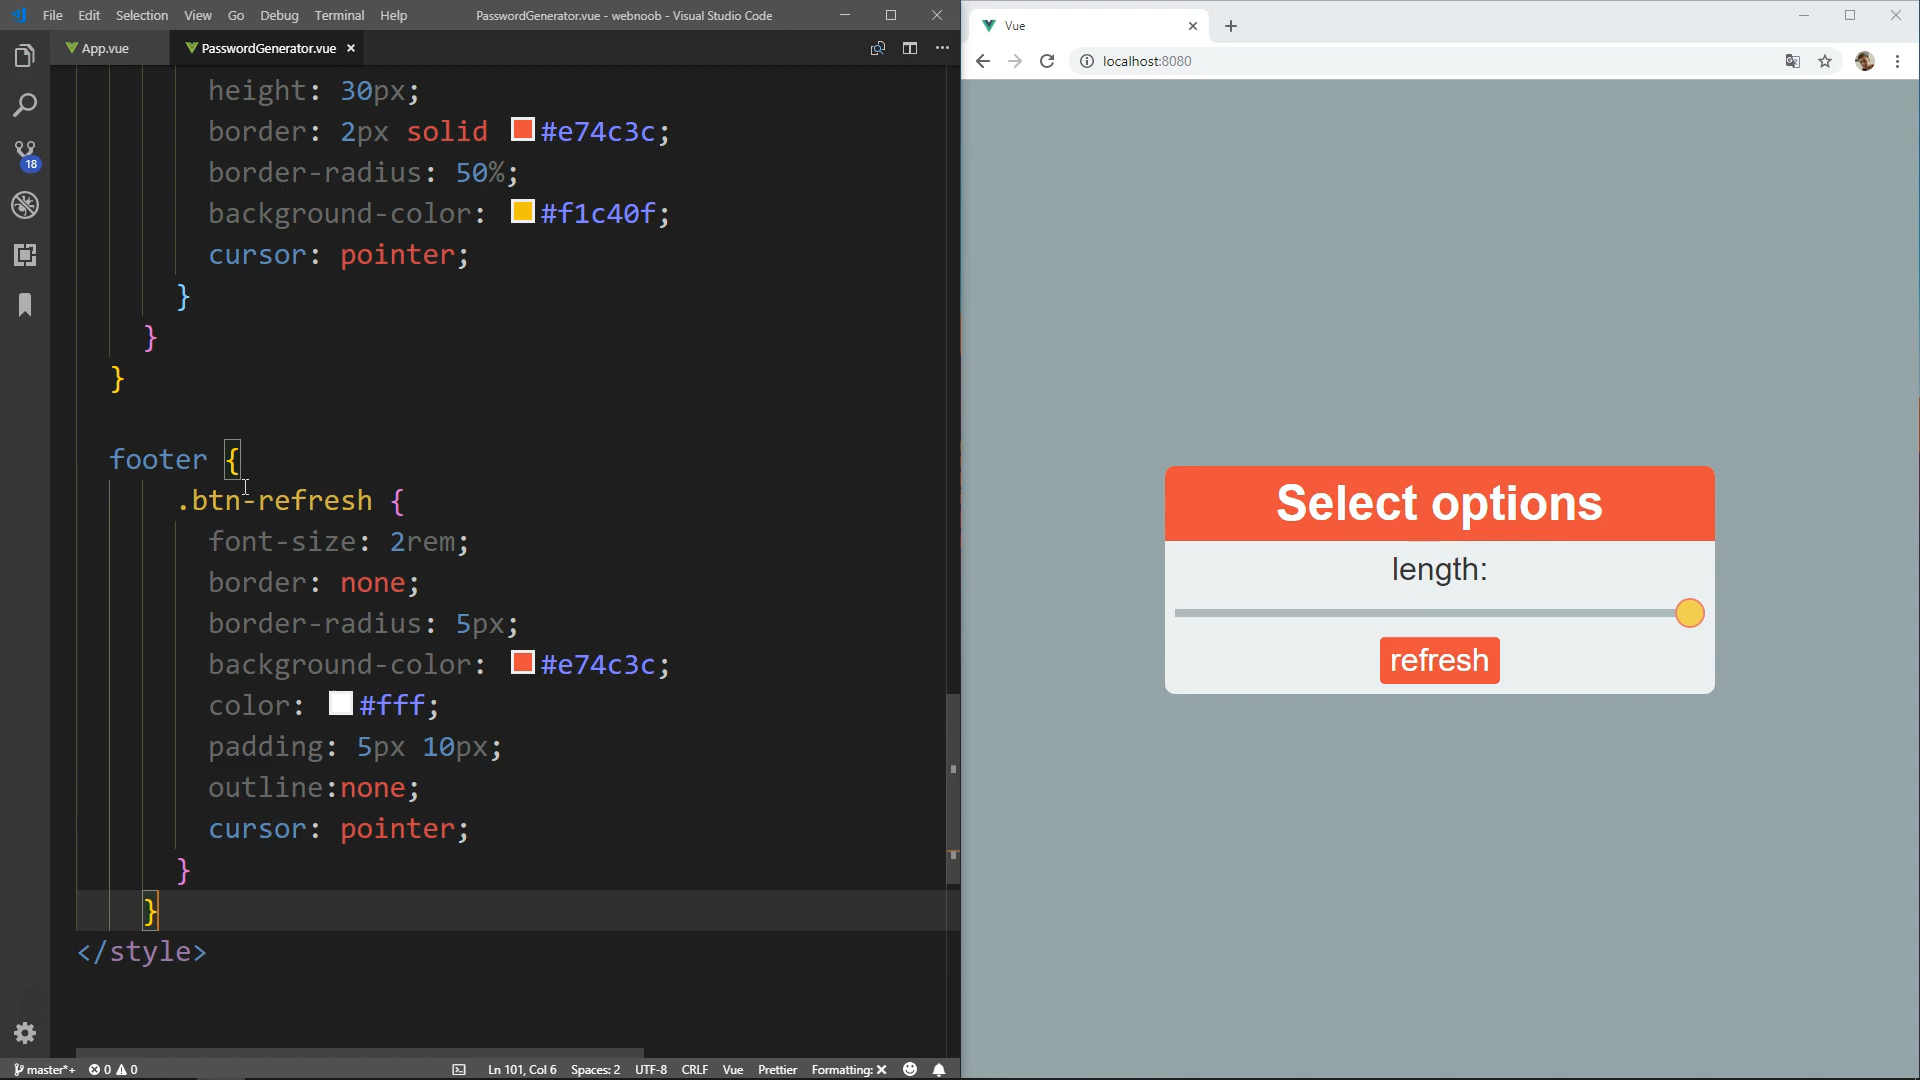 File Edit Selection View Go Debug Terminal Help
PasswordGenerator.vue - webnoob - Visual Studio Code
App.vue
PasswordGenerator.vue
height: 30px;
border: 2px solid #e74c3c;
border-radius: 50%;
background-color: #f1c40f;
cursor: pointer;
}
}
}
footer {
.btn-refresh {
font-size: 2rem;
border: none;
border-radius: 5px;
background-color: #e74c3c;
color: #fff;
padding: 5px 10px;
outline:none;
cursor: pointer;
}
}
</style>
18
master*+ 0 0 Ln 101, Col 6 Spaces: 2 UTF-8 CRLF Vue Prettier Formatting:
Vue
localhost:8080
Select options
length:
refresh